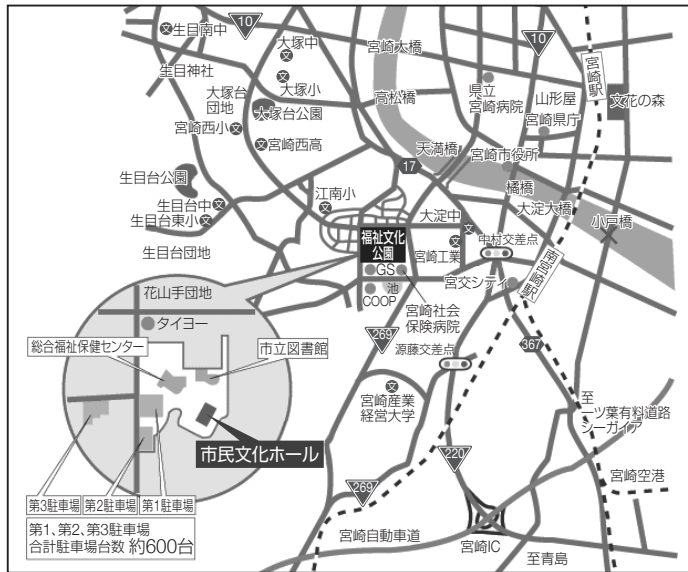 10
10
生目南中
大塚中
宮崎大橋
宮崎駅
生目神社
大塚小
大塚台
団地
高松橋
県立
宮崎病院
山形屋
宮崎県庁
文花の森
大塚台公園
宮崎西小
宮崎西高
天満橋
宮崎市役所
17
生目台公園
橘橋
生目台中
生目台東小
江南小
大淀中
大淀大橋
小戸橋
生目台団地
福祉文化
公園
宮崎工業
中村交差点
GS
池
COOP
宮交シティ
南宮崎駅
宮崎社会
保険病院
花山手団地
タイヨー
269
源藤交差点
367
総合福祉保健センター
市立図書館
宮崎産業
経営大学
至
一ツ葉有料道路
シーガイア
市民文化ホール
220
宮崎空港
269
第3駐車場
第2駐車場
第1駐車場
第1、第2、第3駐車場
合計駐車場台数 約600台
宮崎自動車道
宮崎IC
至青島
文
文
文
文
文
文
文
文
文
文